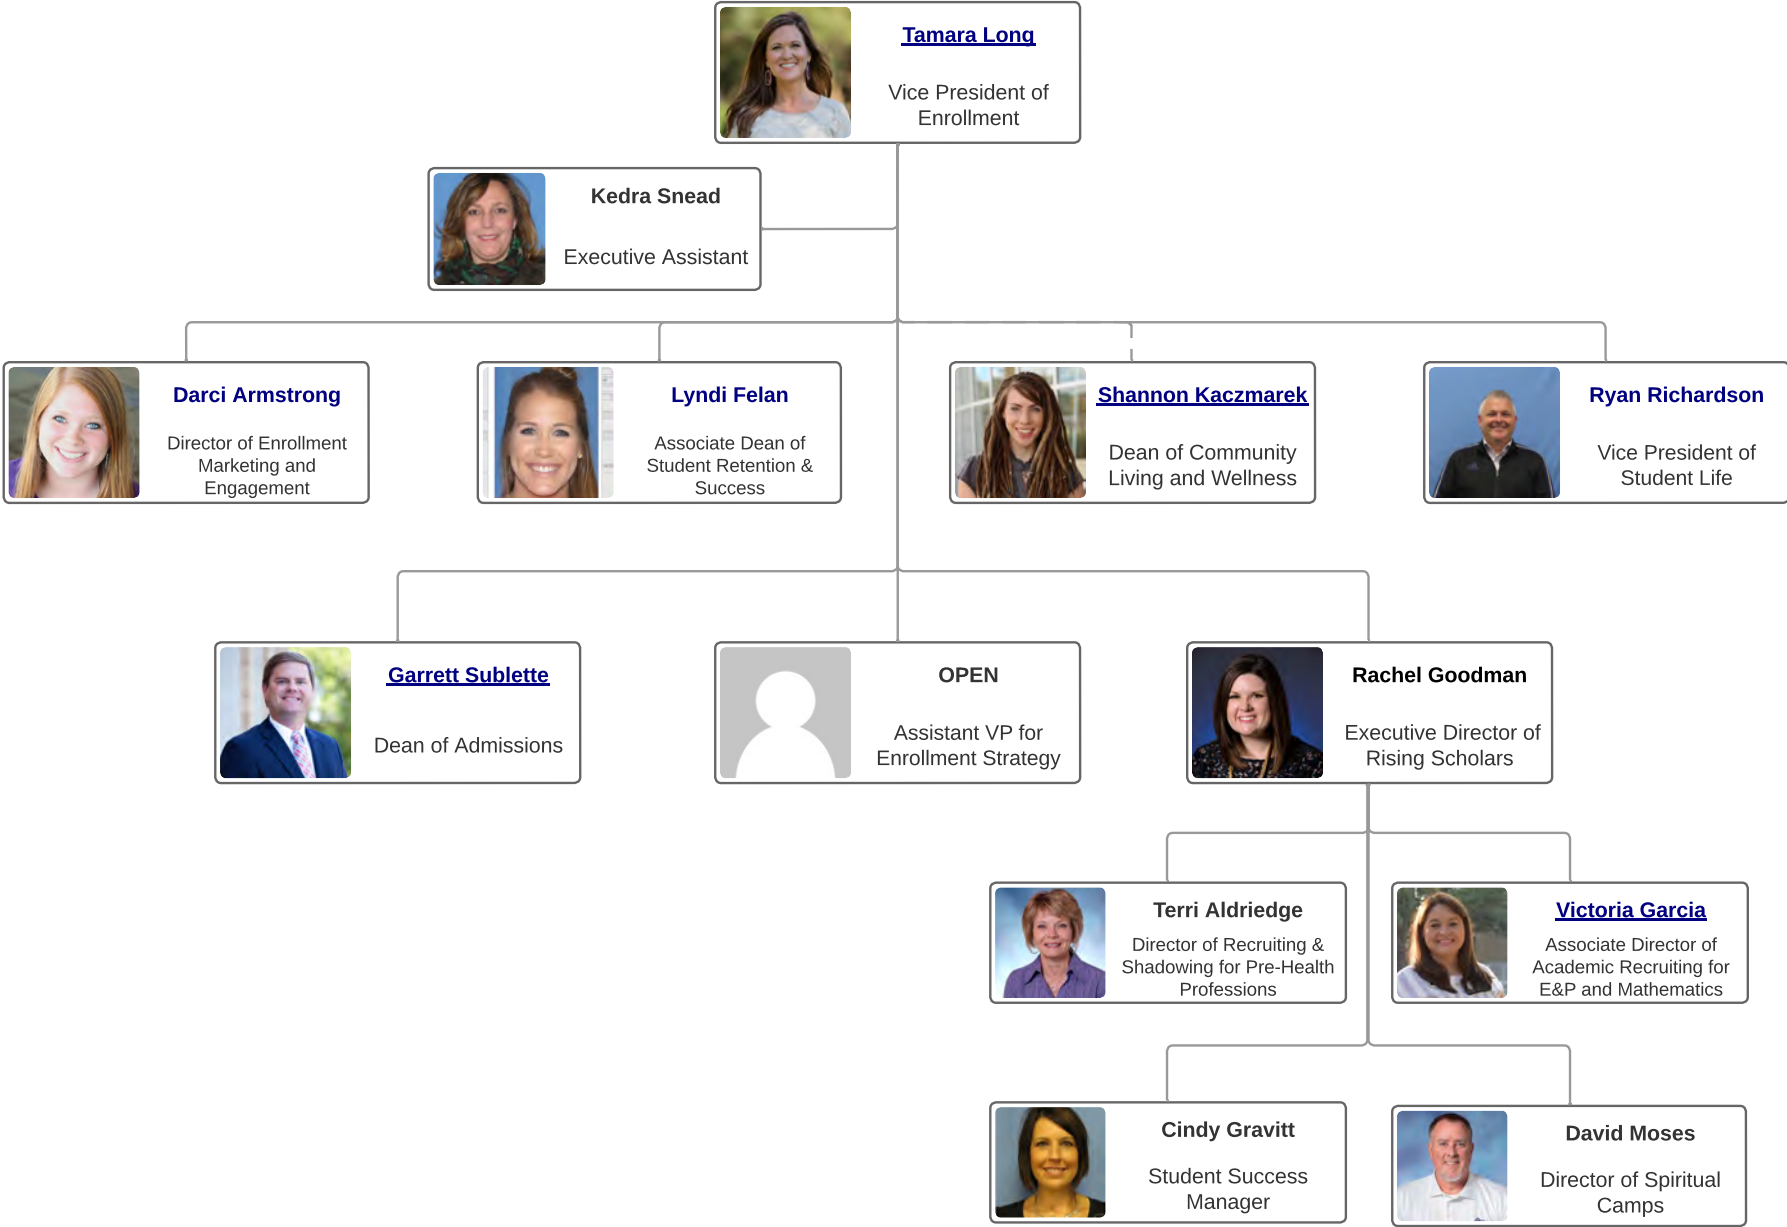 Tamara Long
Vice President of
Enrollment
Kedra Snead
Executive Assistant
Darci Armstrong
Director of Enrollment
Marketing and
Engagement
Lyndi Felan
Associate Dean of
Student Retention &
Success
Shannon Kaczmarek
Dean of Community
Living and Wellness
Ryan Richardson
Vice President of
Student Life
Garrett Sublette
Dean of Admissions
OPEN
Assistant VP for
Enrollment Strategy
Rachel Goodman
Executive Director of
Rising Scholars
Terri Aldriedge
Director of Recruiting &
Shadowing for Pre-Health
Professions
Victoria Garcia
Associate Director of
Academic Recruiting for
E&P and Mathematics
Cindy Gravitt
Student Success
Manager
David Moses
Director of Spiritual
Camps